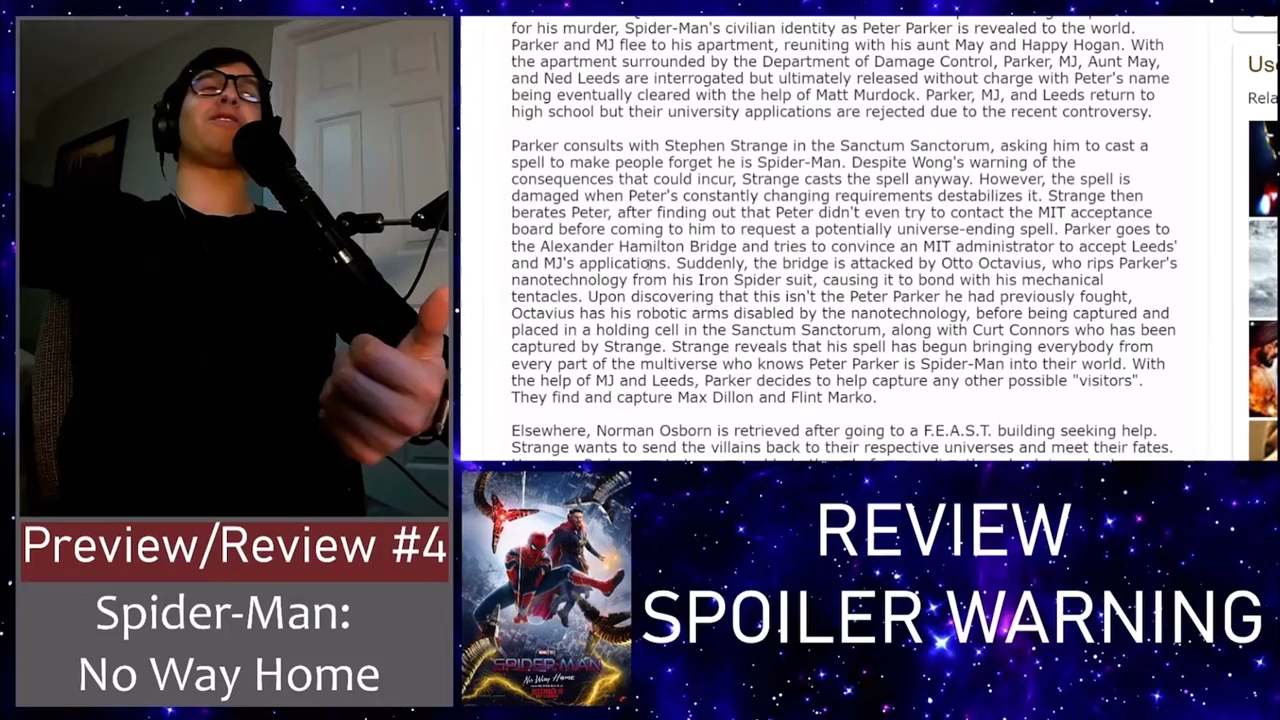 for his murder, Spider-Man's civilian identity as Peter Parker is revealed to the world.
Parker and MJ flee to his apartment, reuniting with his aunt May and Happy Hogan. With
the apartment surrounded by the Department of Damage Control, Parker, MJ, Aunt May,
and Ned Leeds are interrogated but ultimately released without charge with Peter's name
being eventually cleared with the help of Matt Murdock. Parker, MJ, and Leeds return to
high school but their university applications are rejected due to the recent controversy.
Parker consults with Stephen Strange in the Sanctum Sanctorum, asking him to cast a
spell to make people forget he is Spider-Man. Despite Wong's warning of the
consequences that could incur, Strange casts the spell anyway. However, the spell is
damaged when Peter's constantly changing requirements destabilizes it. Strange then
berates Peter, after finding out that Peter didn't even try to contact the MIT acceptance
board before coming to him to request a potentially universe-ending spell. Parker goes to
the Alexander Hamilton Bridge and tries to convince an MIT administrator to accept Leeds'
and MJ's applications. Suddenly, the bridge is attacked by Otto Octavius, who rips Parker's
nanotechnology from his Iron Spider suit, causing it to bond with his mechanical
tentacles. Upon discovering that this isn't the Peter Parker he had previously fought,
Octavius has his robotic arms disabled by the nanotechnology, before being captured and
placed in a holding cell in the Sanctum Sanctorum, along with Curt Connors who has been
captured by Strange. Strange reveals that his spell has begun bringing everybody from
every part of the multiverse who knows Peter Parker is Spider-Man into their world. With
the help of MJ and Leeds, Parker decides to help capture any other possible "visitors".
They find and capture Max Dillon and Flint Marko.
Elsewhere, Norman Osborn is retrieved after going to a F.E.A.S.T. building seeking help.
Strange wants to send the villains back to their respective universes and meet their fates.
Preview/Review #4
Spider-Man:
No Way Home
SPIDER-MAN
No Way Home
REVIEW
SPOILER WARNING